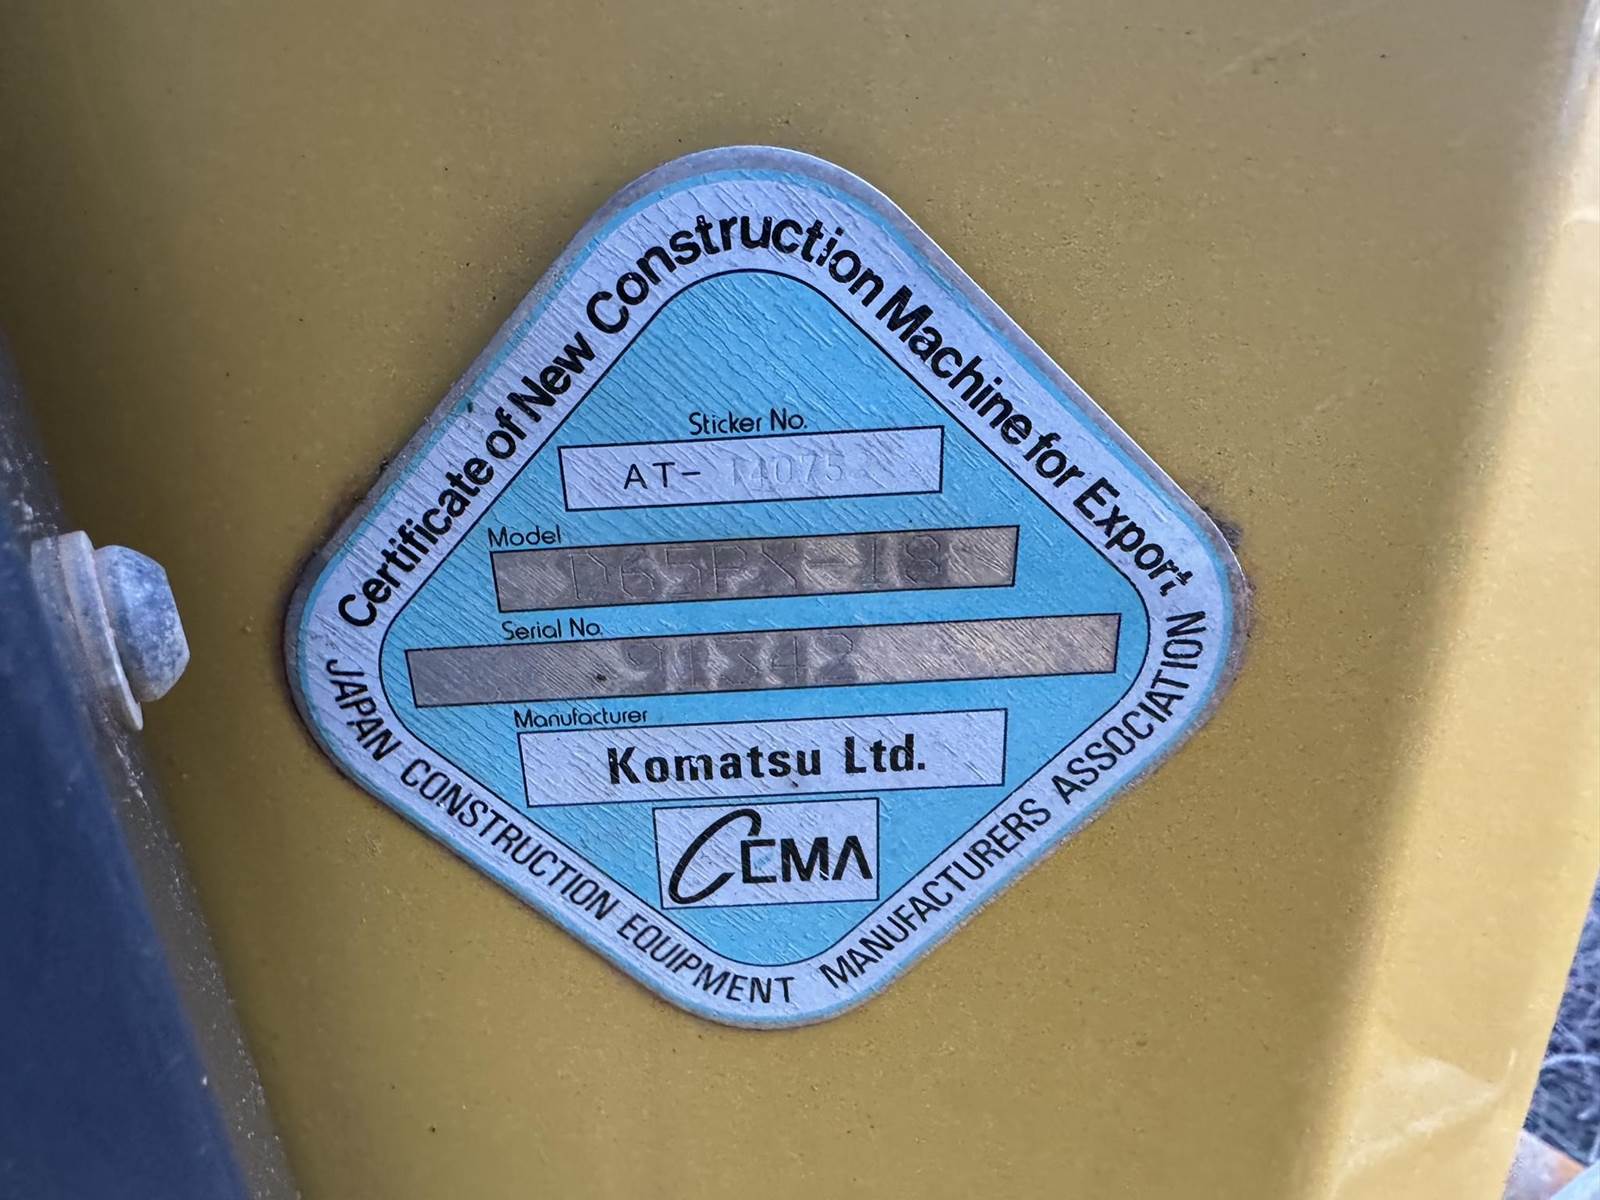 Certificate of New Construction Machine for Export
Sticker No.
AT-
Model
D65PX-18
Serial No.
91342
Manufacturer
Komatsu Ltd.
CEMA
JAPAN CONSTRUCTION EQUIPMENT MANUFACTURERS ASSOCIATION